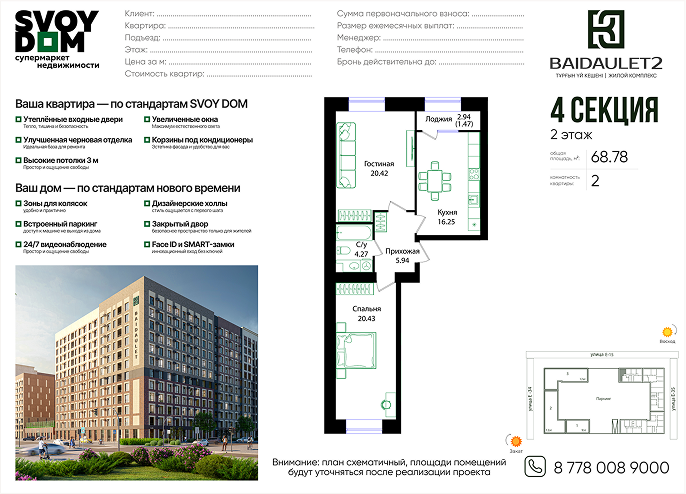 SVOY
DOM
супермаркет
недвижимости
Клиент:
Квартира:
Подъезд:
Этаж:
Цена за м:
Стоимость квартир:
Сумма первоначального взноса:
Размер ежемесячных выплат:
Менеджер:
Телефон:
Бронь действительна до:
BAIDAULET2
ТҰРҒЫН ҮЙ КЕШЕНІ | ЖИЛОЙ КОМПЛЕКС
4 СЕКЦИЯ
2 этаж
общая
площадь, м²:
68.78
комнатность
квартиры:
2
Ваша квартира — по стандартам SVOY DOM
Утеплённые входные двери
Тепло, тишина и безопасность
Увеличенные окна
Максимум естественного света
Улучшенная черновая отделка
Идеальная база для ремонта
Корзины под кондиционеры
Эстетика фасада и удобство для вас
Высокие потолки 3 м
Простор и ощущение свободы
Ваш дом — по стандартам нового времени
Зоны для колясок
удобно и практично
Дизайнерские холлы
стиль ощущается с первого шага
Встроенный паркинг
доступ к машине не выходя из дома
Закрытый двор
безопасное пространство только для жителей
24/7 видеонаблюдение
Простор и ощущение свободы
Face ID и SMART-замки
инновационный вход без ключей
BAIDAULET
Лоджия
2.94
(1.47)
Гостиная
20.42
Кухня
16.25
С/у
4.27
Прихожая
5.94
Спальня
20.43
Восход
улица Е-15
улица Е-34
Паркинг
улица Е-35
Закат
Внимание: план схематичный, площади помещений
будут уточняться после реализации проекта
8 778 008 9000